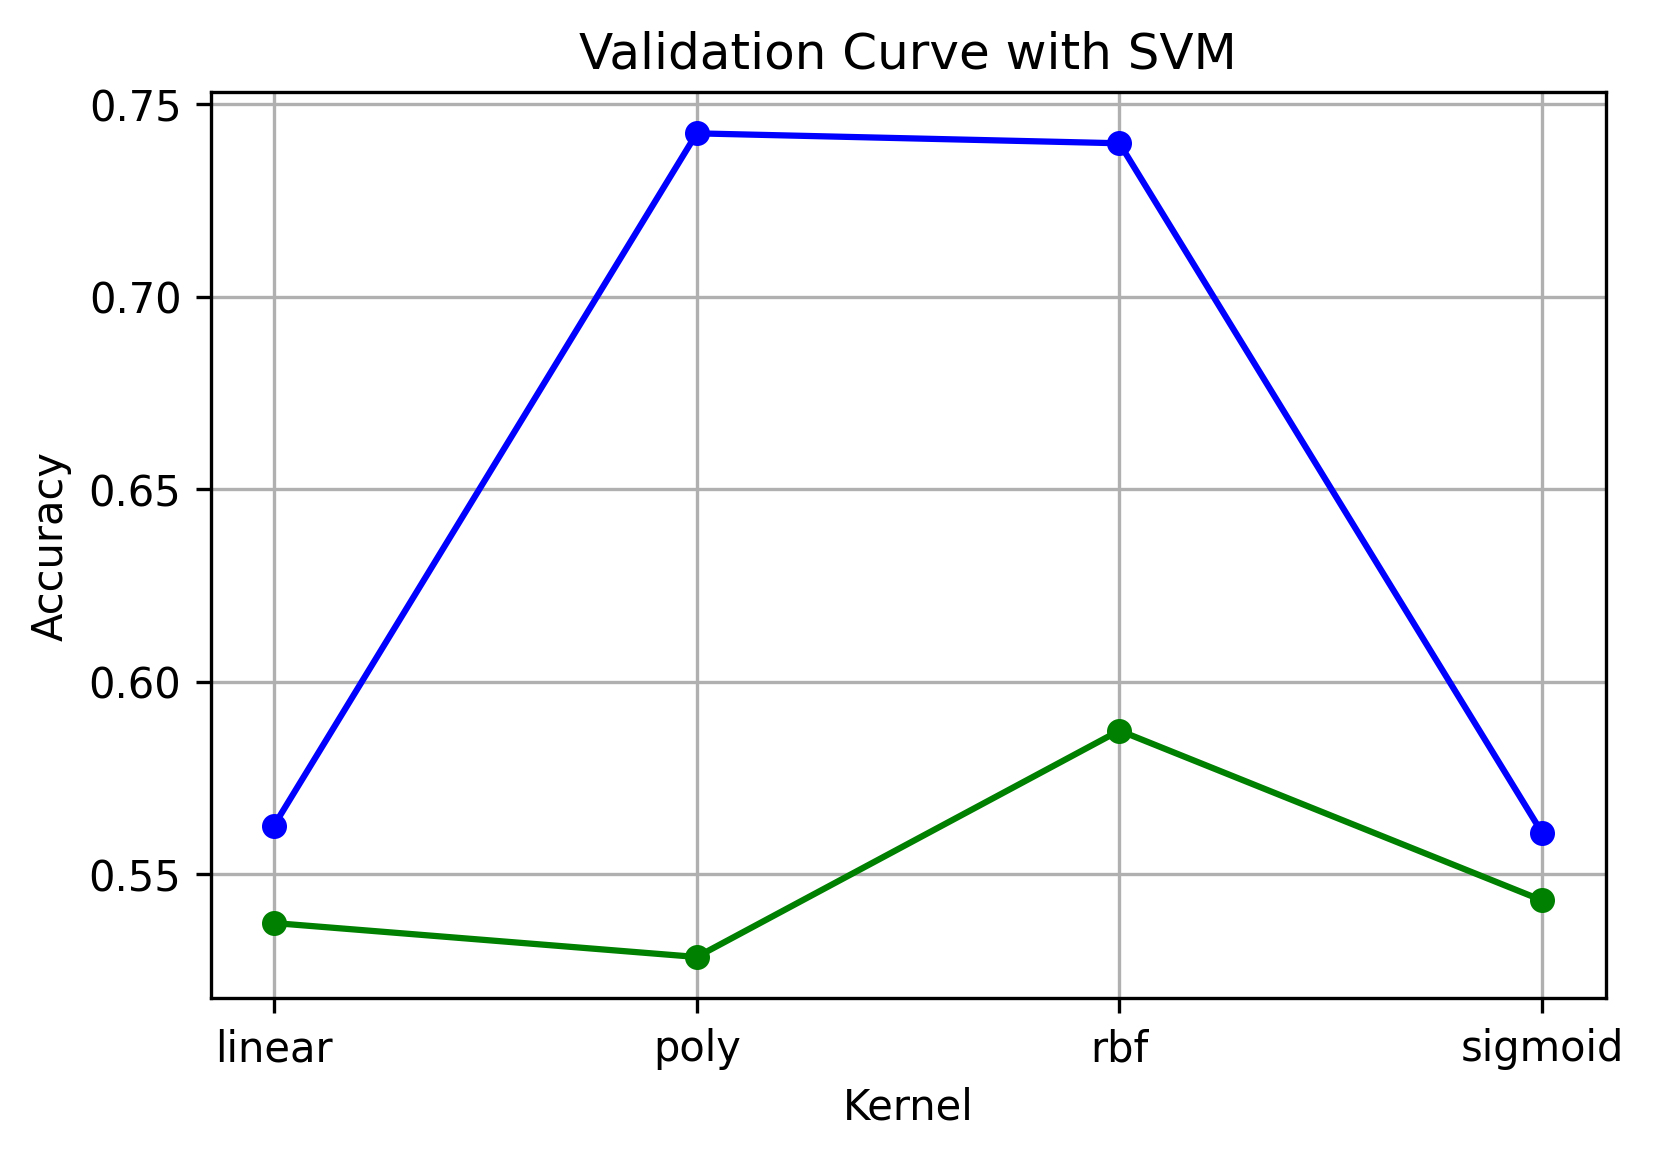 Validation Curve with SVM
0.75
0.70
0.65
0.60
0.55
Accuracy
linear poly rbf sigmoid
Kernel